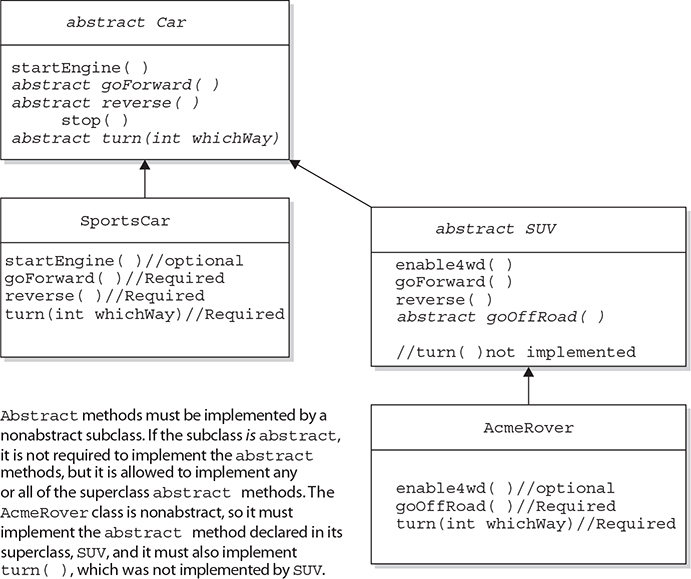 abstract Car
startEngine( )
abstract goForward( )
abstract reverse( )
stop( )
abstract turn(int whichWay)
SportsCar
startEngine( )//optional
goForward( )//Required
reverse( )//Required
turn(int whichWay)//Required
abstract SUV
enable4wd( )
goForward( )
reverse( )
abstract goOffRoad( )
//turn( )not implemented
AcmeRover
enable4wd( )//optional
goOffRoad( )//Required
turn(int whichWay)//Required
Abstract methods must be implemented by a
nonabstract subclass. If the subclass is abstract,
it is not required to implement the abstract
methods, but it is allowed to implement any
or all of the superclass abstract methods. The
AcmeRover class is nonabstract, so it must
implement the abstract method declared in its
superclass, SUV, and it must also implement
turn( ), which was not implemented by SUV.